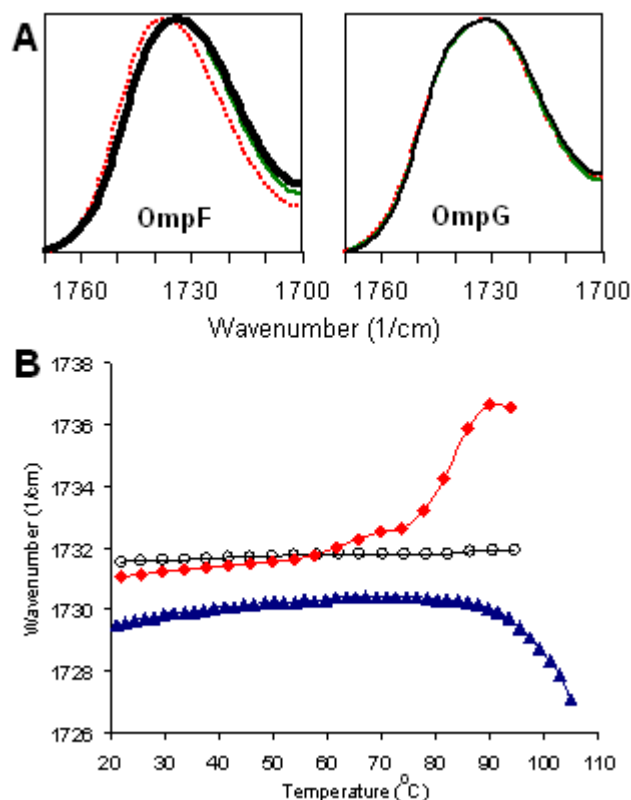 A
OmpF
OmpG
1760 1730 1700 1760 1730 1700
Wavenumber (1/cm)
B
1738
1736
1734
1732
1730
1728
1726
Wavenumber (1/cm)
20 30 40 50 60 70 80 90 100 110
Temperature (°C)